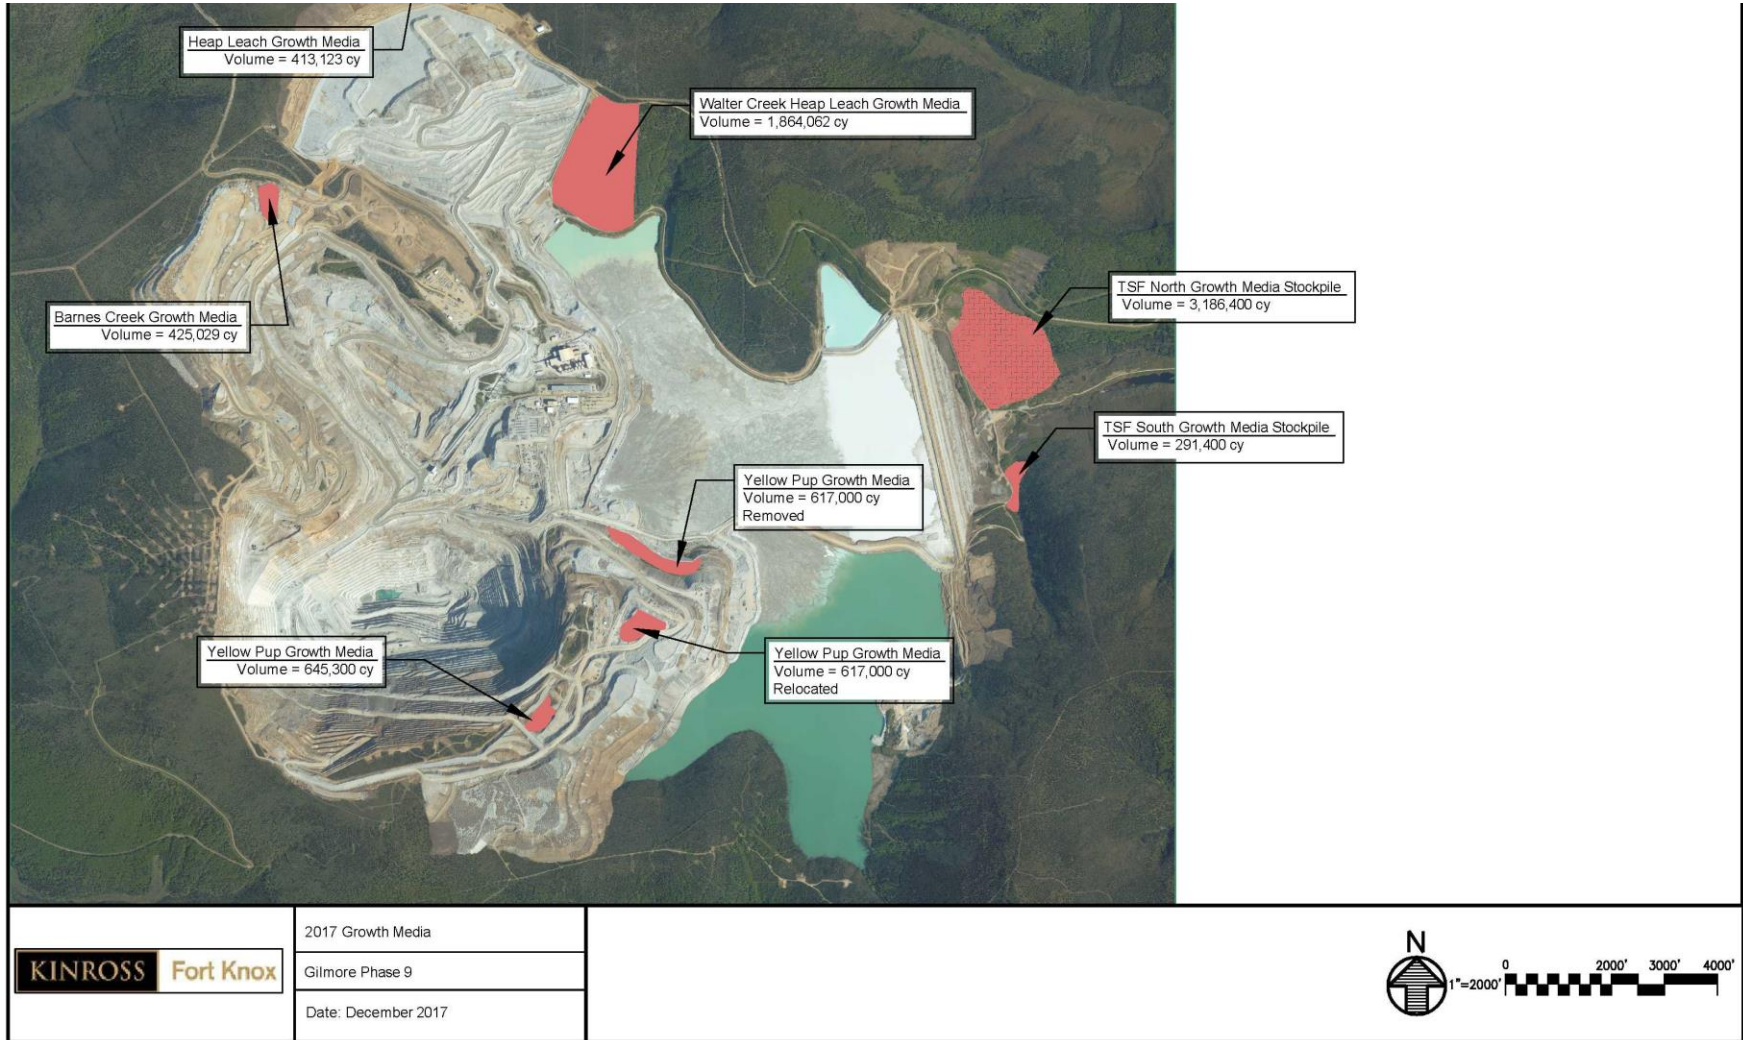 Heap Leach Growth Media
Volume = 413,123 cy
Walter Creek Heap Leach Growth Media
Volume = 1,864,062 cy
Barnes Creek Growth Media
Volume = 425,029 cy
TSF North Growth Media Stockpile
Volume = 3,186,400 cy
TSF South Growth Media Stockpile
Volume = 291,400 cy
Yellow Pup Growth Media
Volume = 617,000 cy
Removed
Yellow Pup Growth Media
Volume = 645,300 cy
Yellow Pup Growth Media
Volume = 617,000 cy
Relocated
KINROSS Fort Knox
2017 Growth Media
Gilmore Phase 9
Date: December 2017
N
1"=2000'
0 2000' 3000' 4000'